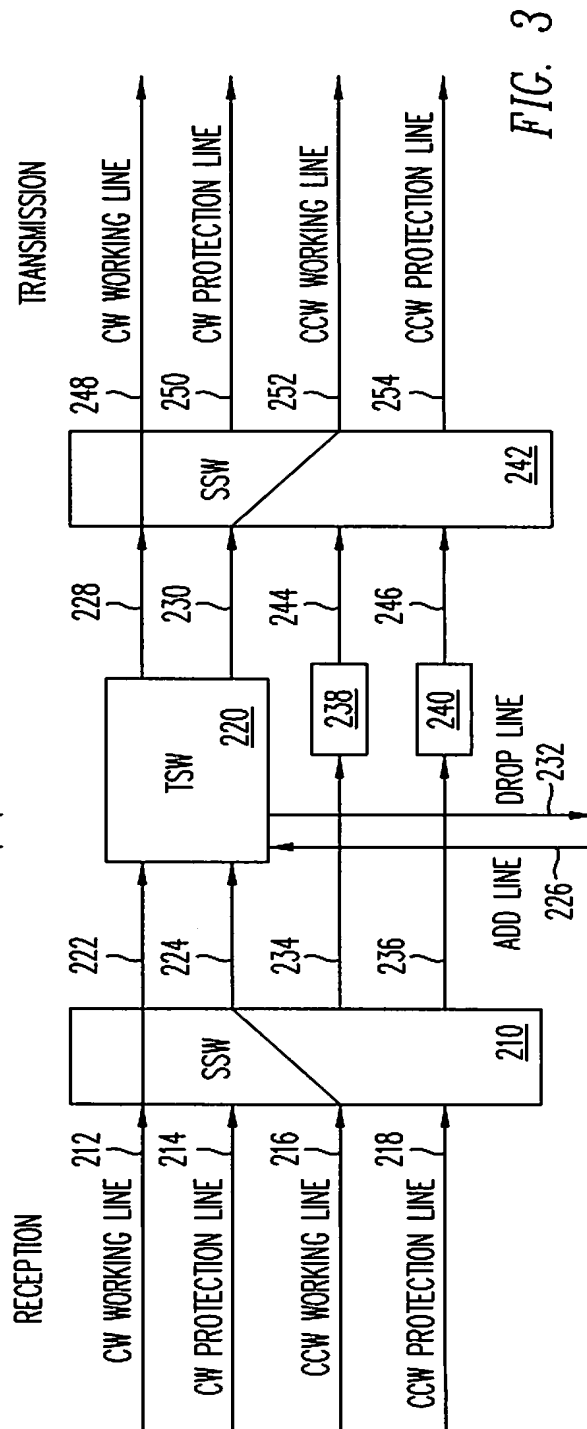 RECEPTION
TRANSMISSION
CW WORKING LINE
212
222
228
248
CW WORKING LINE
CW PROTECTION LINE
214
224
230
250
CW PROTECTION LINE
CCW WORKING LINE
216
234
244
252
CCW WORKING LINE
CCW PROTECTION LINE
218
236
246
254
CCW PROTECTION LINE
SSW
210
TSW
220
238
240
SSW
242
ADD LINE
226
DROP LINE
232
FIG. 3